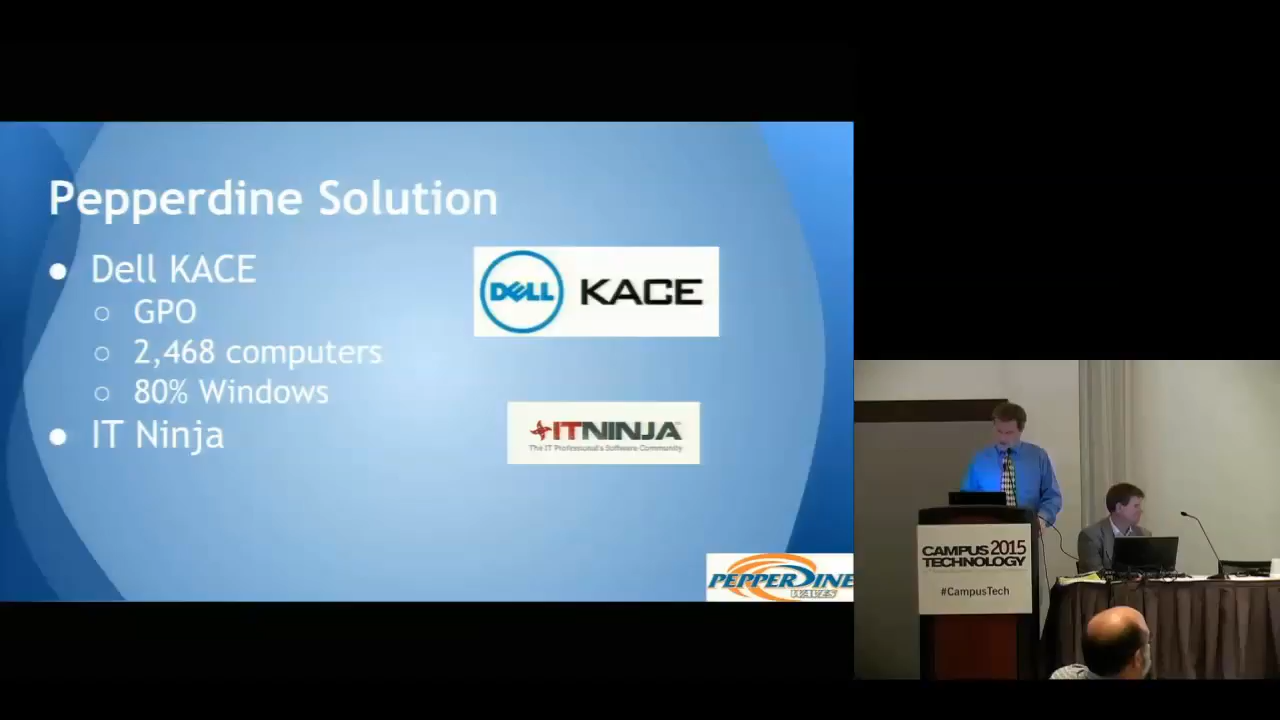 Pepperdine Solution
● Dell KACE
○ GPO
○ 2,468 computers
○ 80% Windows
● IT Ninja
DELL KACE
ITNINJA
The IT Professional's Software Community
PEPPERDINE
WAVES
CAMPUS 2015
TECHNOLOGY
#CampusTech